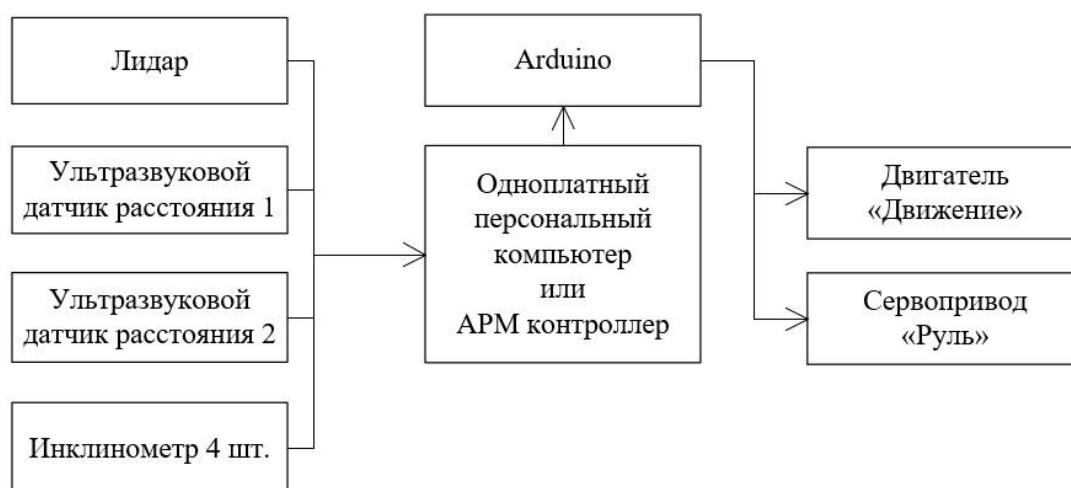 Лидар
Ультразвуковой
датчик расстояния 1
Ультразвуковой
датчик расстояния 2
Инклинометр 4 шт.
Arduino
Одноплатный
персональный
компьютер
или
АРМ контроллер
Двигатель
«Движение»
Сервопривод
«Руль»